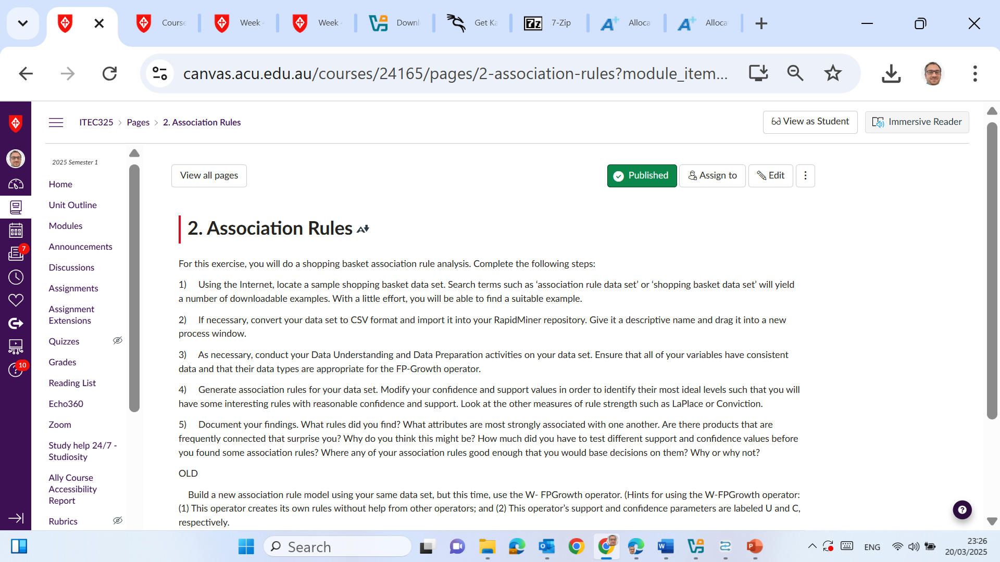 Course
Week 4
Week
Downl
Get Ka
7-Zip
Alloca
Alloca
canvas.acu.edu.au/courses/24165/pages/2-association-rules?module_item...
ITEC325 > Pages > 2. Association Rules
View as Student
Immersive Reader
2025 Semester 1
Home
Unit Outline
Modules
Announcements
Discussions
Assignments
Assignment
Extensions
Quizzes
Grades
Reading List
Echo360
Zoom
Study help 24/7 -
Studiosity
Ally Course
Accessibility
Report
Rubrics
7
10
View all pages
Published
Assign to
Edit
2. Association Rules
For this exercise, you will do a shopping basket association rule analysis. Complete the following steps:
1) Using the Internet, locate a sample shopping basket data set. Search terms such as ‘association rule data set’ or ‘shopping basket data set’ will yield
a number of downloadable examples. With a little effort, you will be able to find a suitable example.
2) If necessary, convert your data set to CSV format and import it into your RapidMiner repository. Give it a descriptive name and drag it into a new
process window.
3) As necessary, conduct your Data Understanding and Data Preparation activities on your data set. Ensure that all of your variables have consistent
data and that their data types are appropriate for the FP-Growth operator.
4) Generate association rules for your data set. Modify your confidence and support values in order to identify their most ideal levels such that you will
have some interesting rules with reasonable confidence and support. Look at the other measures of rule strength such as LaPlace or Conviction.
5) Document your findings. What rules did you find? What attributes are most strongly associated with one another. Are there products that are
frequently connected that surprise you? Why do you think this might be? How much did you have to test different support and confidence values before
you found some association rules? Where any of your association rules good enough that you would base decisions on them? Why or why not?
OLD
Build a new association rule model using your same data set, but this time, use the W- FPGrowth operator. (Hints for using the W-FPGrowth operator:
(1) This operator creates its own rules without help from other operators; and (2) This operator’s support and confidence parameters are labeled U and C,
respectively.
Search
ENG
23:26
20/03/2025